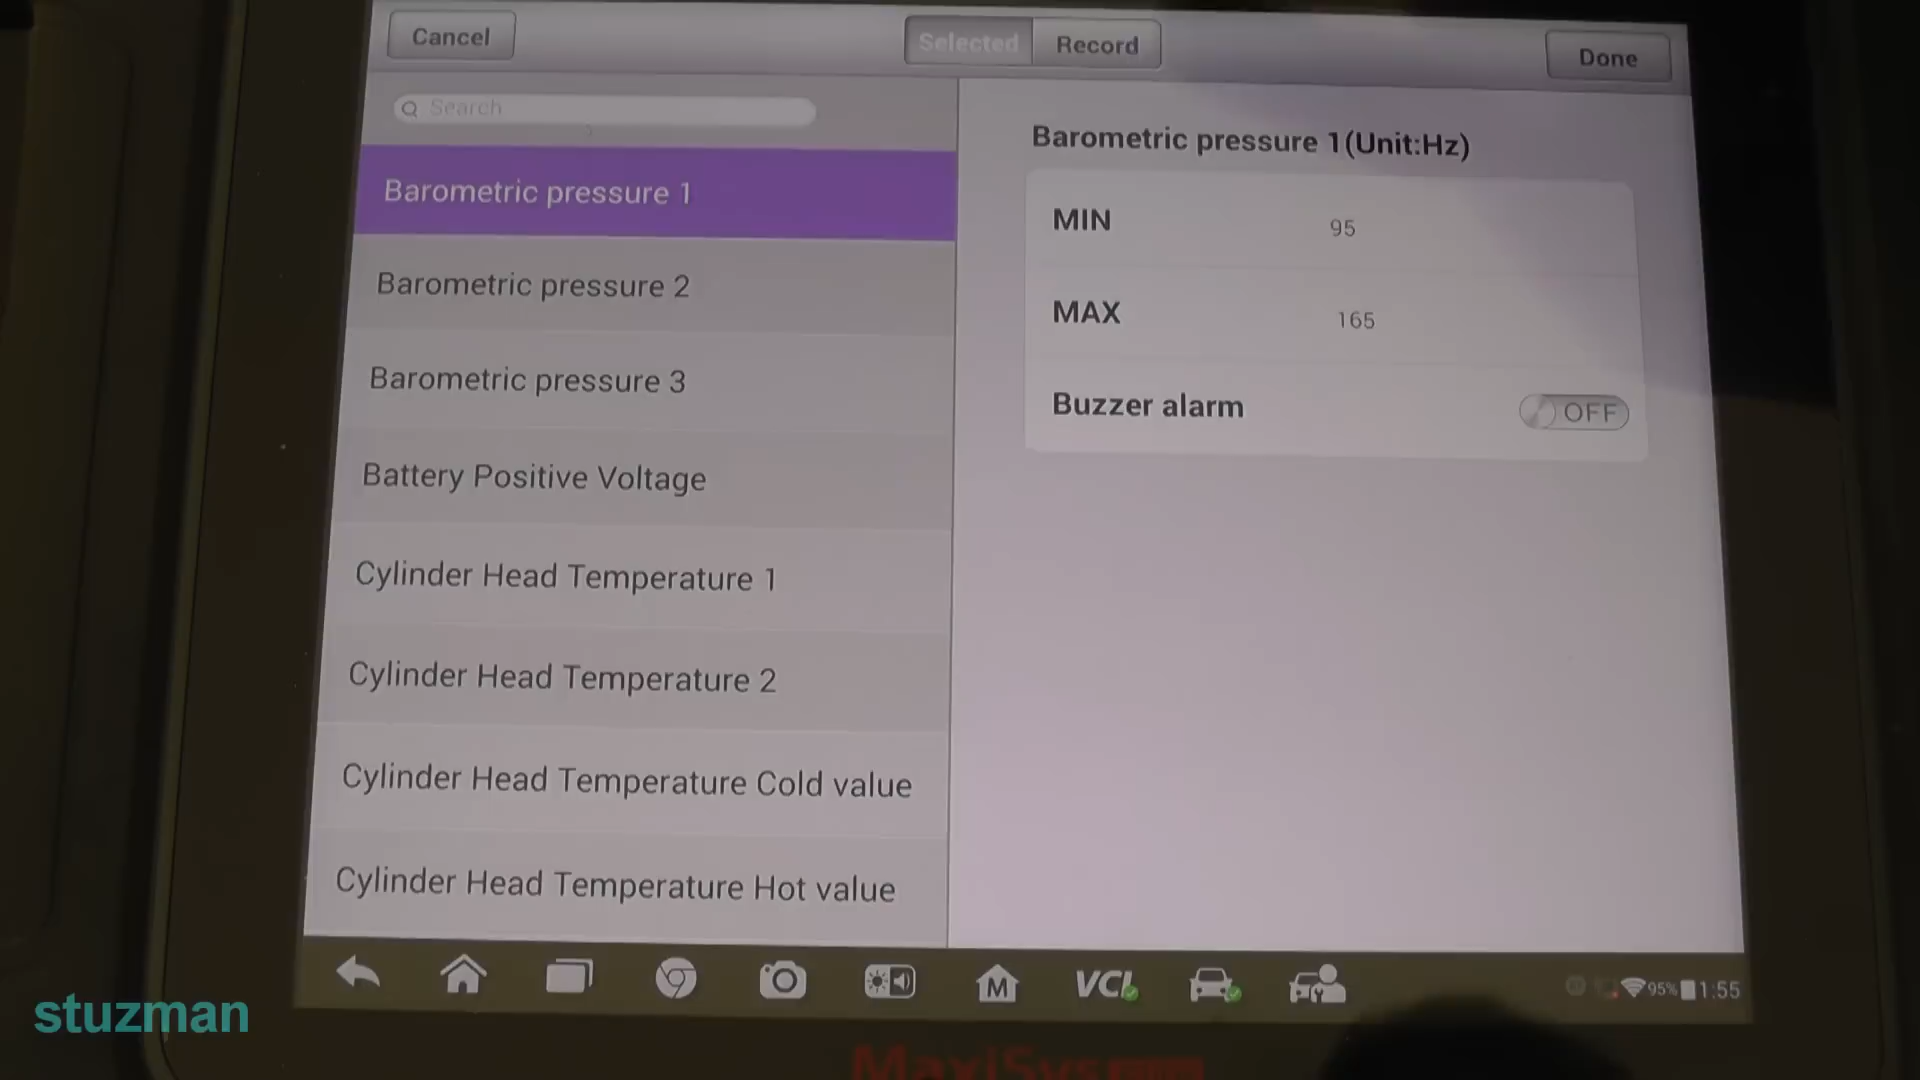 Cancel
Selected
Record
Done
Search
Barometric pressure 1
Barometric pressure 2
Barometric pressure 3
Battery Positive Voltage
Cylinder Head Temperature 1
Cylinder Head Temperature 2
Cylinder Head Temperature Cold value
Cylinder Head Temperature Hot value
Barometric pressure 1(Unit:Hz)
MIN 95
MAX 165
Buzzer alarm OFF
M
VCI
95% 1:55
stuzman
MaxiSys